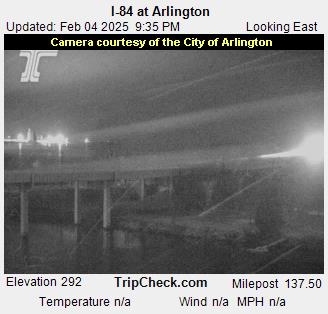 I-84 at Arlington
Updated: Feb 04 2025 9:35 PM Looking East
Camera courtesy of the City of Arlington
Elevation 292 TripCheck.com Milepost 137.50
Temperature n/a Wind n/a MPH n/a